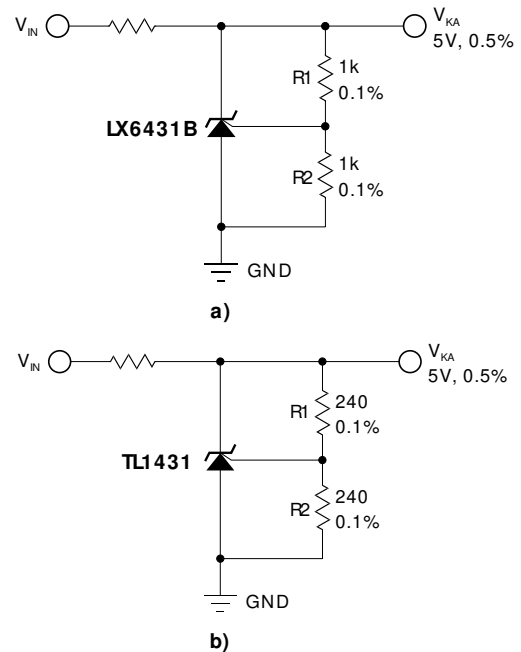 V_IN
V_KA
5V, 0.5%
R1
1k
0.1%
LX6431B
R2
1k
0.1%
GND
a)
V_IN
V_KA
5V, 0.5%
R1
240
0.1%
TL1431
R2
240
0.1%
GND
b)